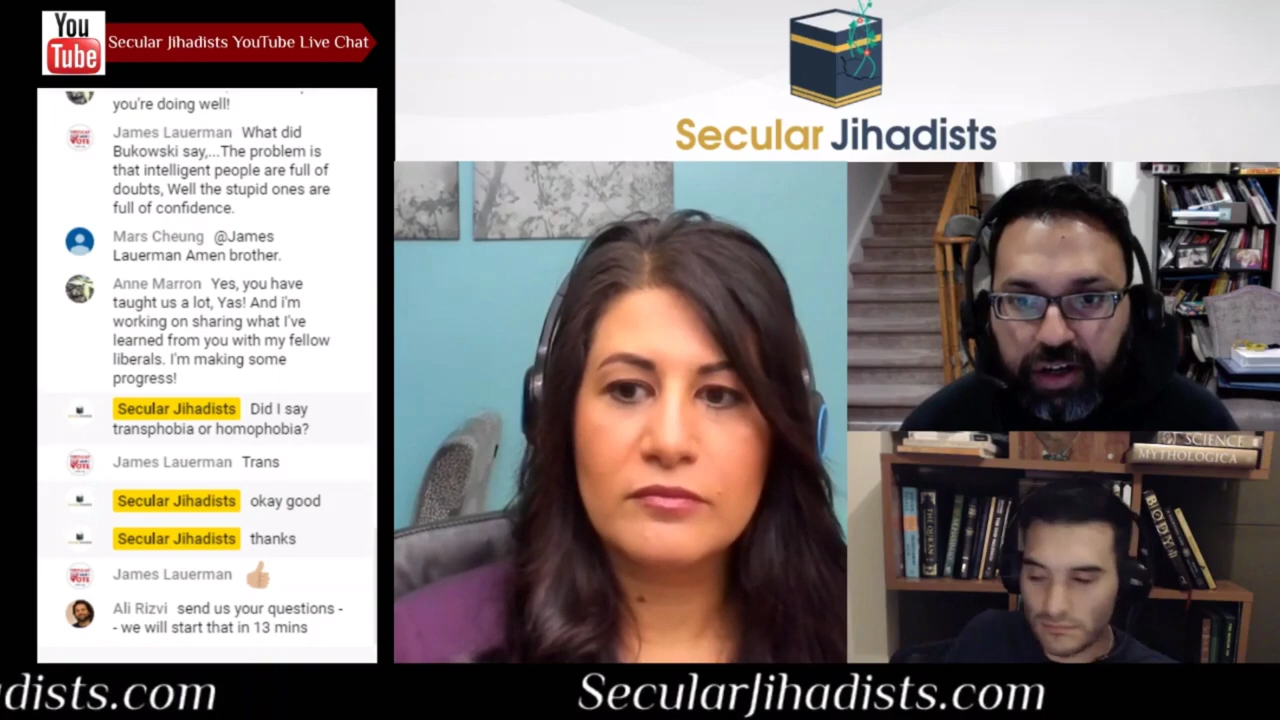 You
Tube
Secular Jihadists YouTube Live Chat
you're doing well!
James Lauerman What did
Bukowski say,...The problem is
that intelligent people are full of
doubts, Well the stupid ones are
full of confidence.
Mars Cheung @James
Lauerman Amen brother.
Anne Marron Yes, you have
taught us a lot, Yas! And i'm
working on sharing what I've
learned from you with my fellow
liberals. I'm making some
progress!
Secular Jihadists Did I say
transphobia or homophobia?
James Lauerman Trans
Secular Jihadists okay good
Secular Jihadists thanks
James Lauerman
Ali Rizvi send us your questions -
- we will start that in 13 mins
Secular Jihadists
SCIENCE
MYTHOLOGICA
THE QURAN
BODY
adists.com
SecularJihadists.com